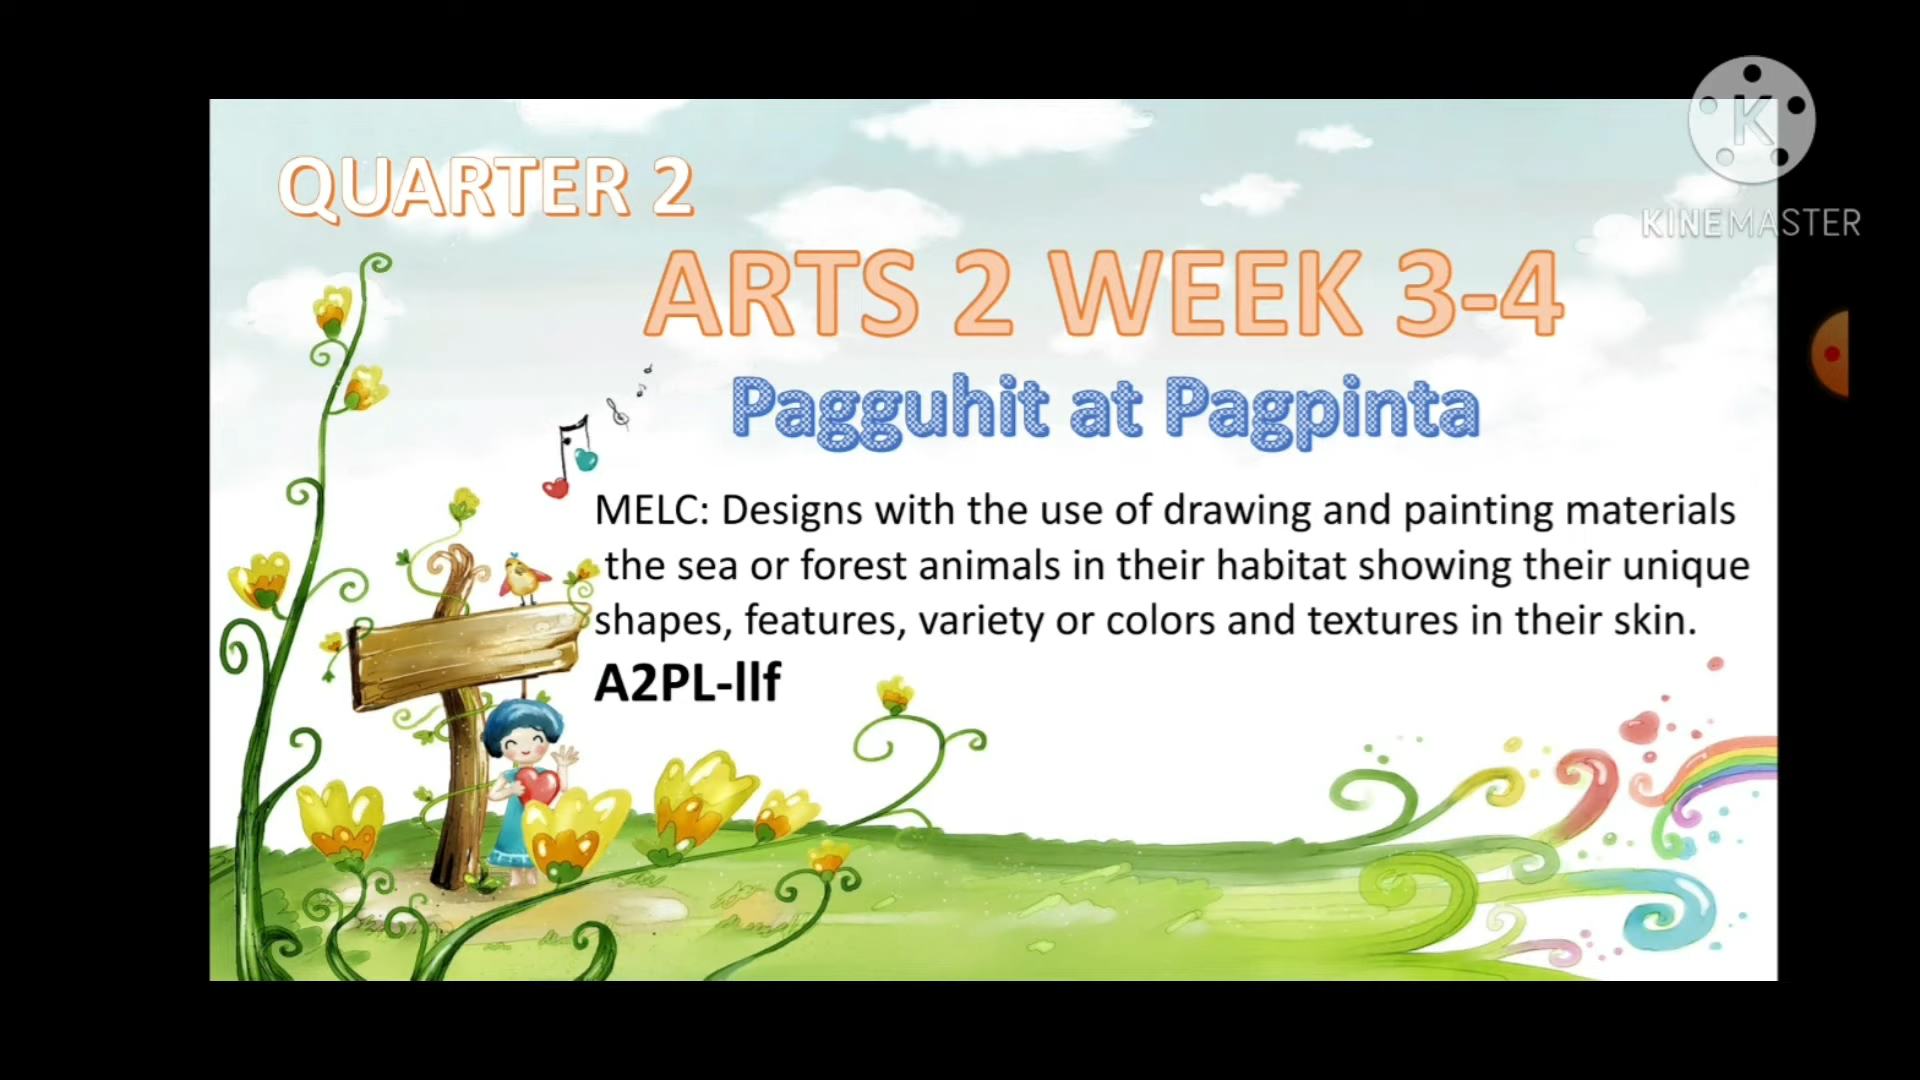 QUARTER 2
K
KINEMASTER
ARTS 2 WEEK 3-4
Pagguhit at Pagpinta
MELC: Designs with the use of drawing and painting materials
the sea or forest animals in their habitat showing their unique
shapes, features, variety or colors and textures in their skin.
A2PL-llf